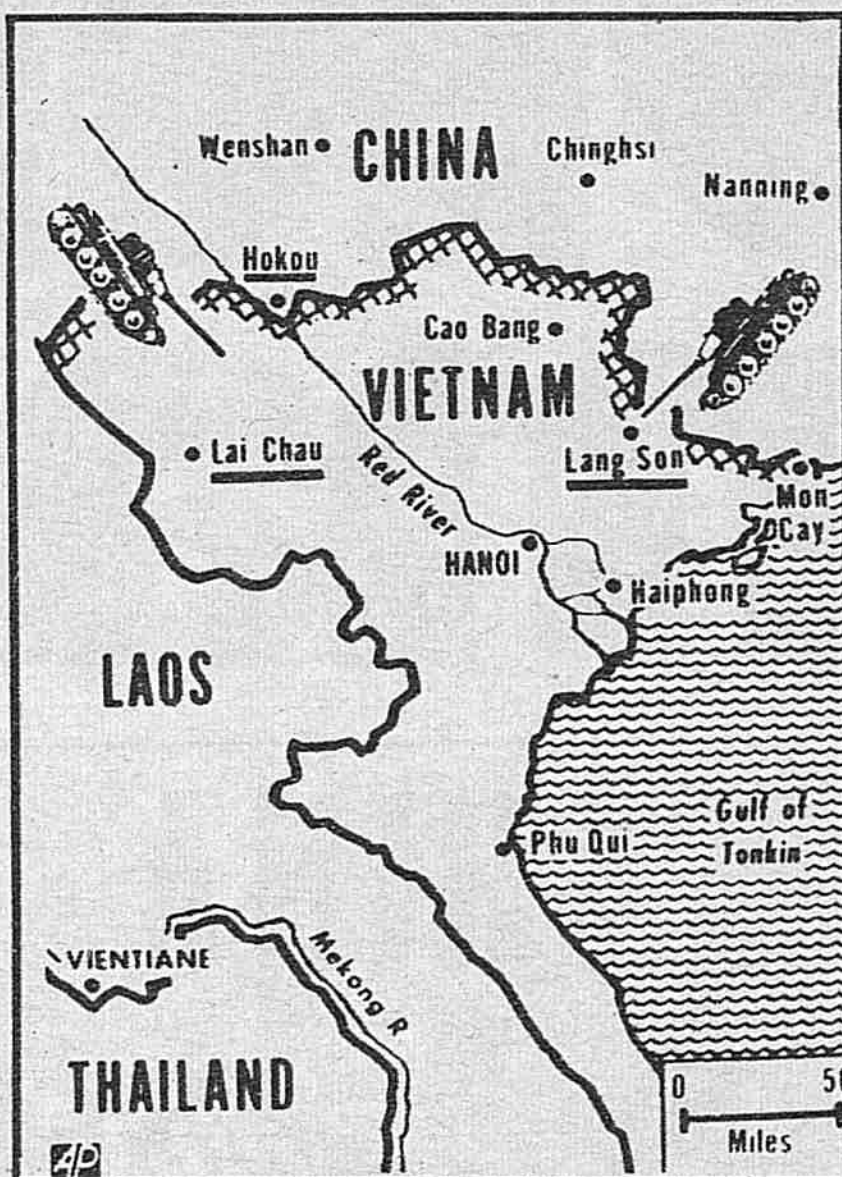 Wenshan
CHINA
Chinghsi
Nanning
Hokou
Cao Bang
VIETNAM
Lai Chau
Red River
Lang Son
Mon
Cay
HANOI
Haiphong
LAOS
Gulf of
Tonkin
Phu Qui
VIENTIANE
Mekong R
THAILAND
0 50
Miles
AP